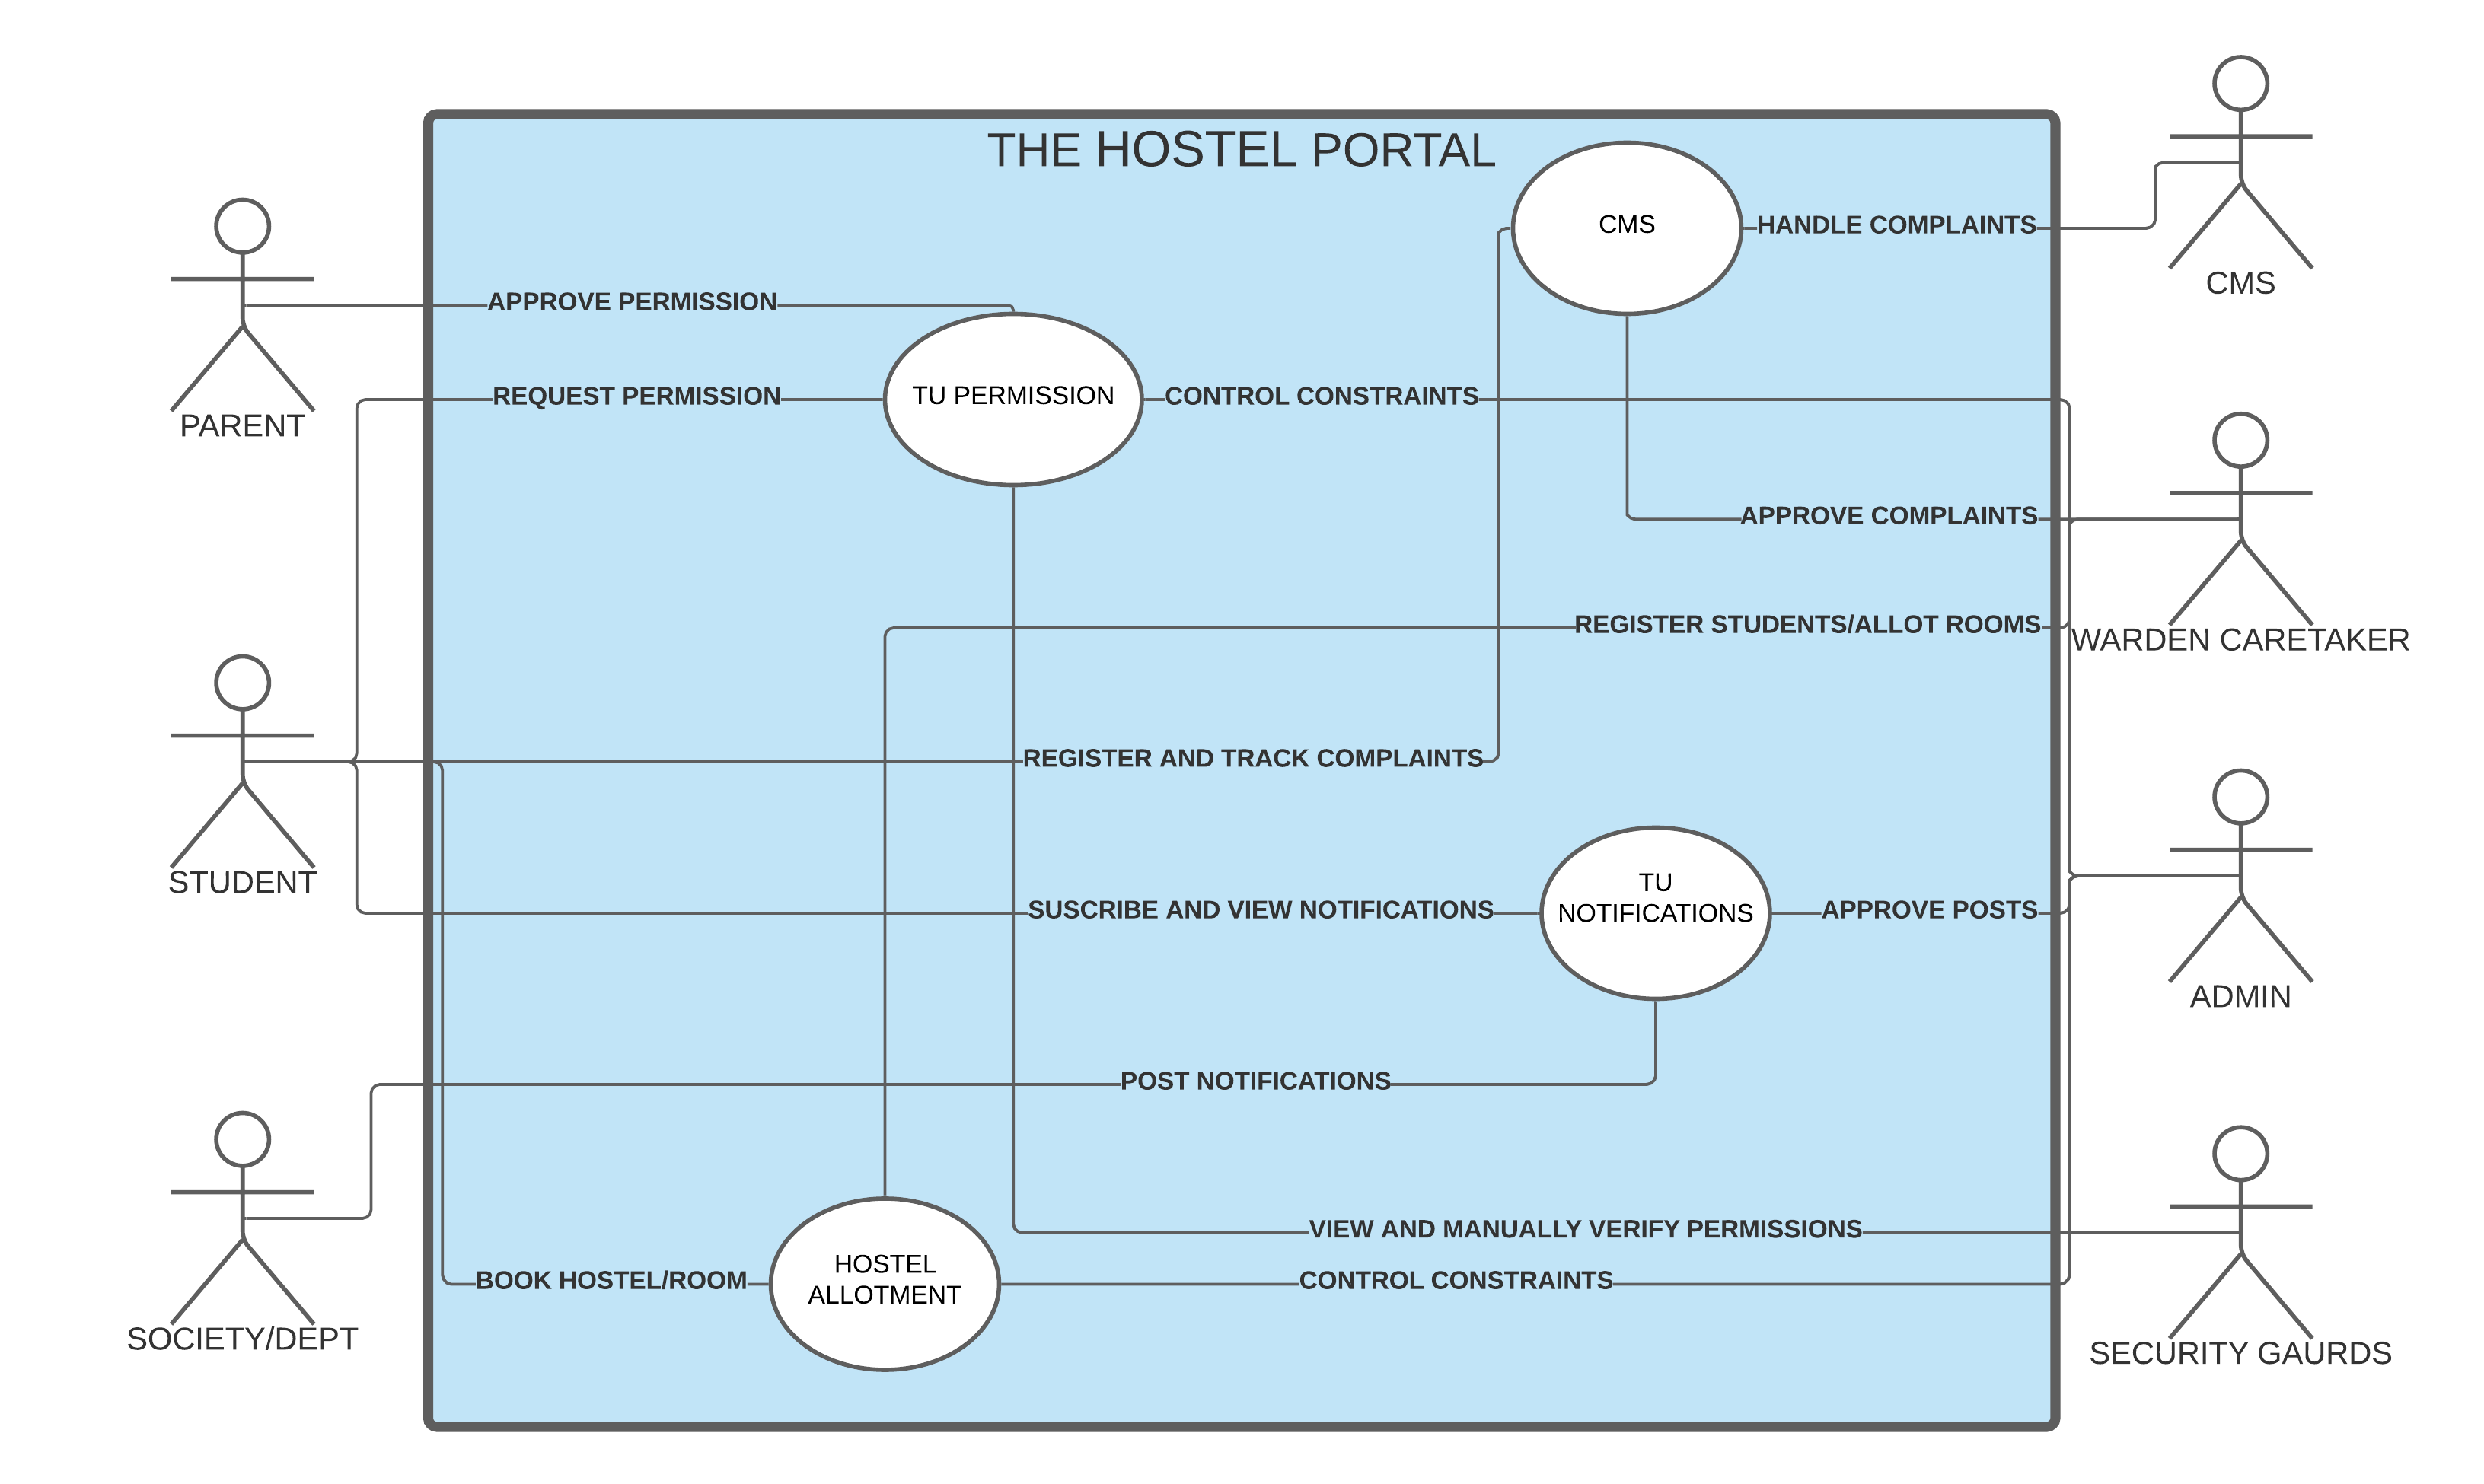 THE HOSTEL PORTAL
CMS
HANDLE COMPLAINTS
CMS
APPROVE PERMISSION
REQUEST PERMISSION
TU PERMISSION
CONTROL CONSTRAINTS
PARENT
APPROVE COMPLAINTS
REGISTER STUDENTS/ALLOT ROOMS
WARDEN CARETAKER
REGISTER AND TRACK COMPLAINTS
STUDENT
SUSCRIBE AND VIEW NOTIFICATIONS
TU
NOTIFICATIONS
APPROVE POSTS
ADMIN
POST NOTIFICATIONS
VIEW AND MANUALLY VERIFY PERMISSIONS
BOOK HOSTEL/ROOM
HOSTEL
ALLOTMENT
CONTROL CONSTRAINTS
SOCIETY/DEPT
SECURITY GAURDS